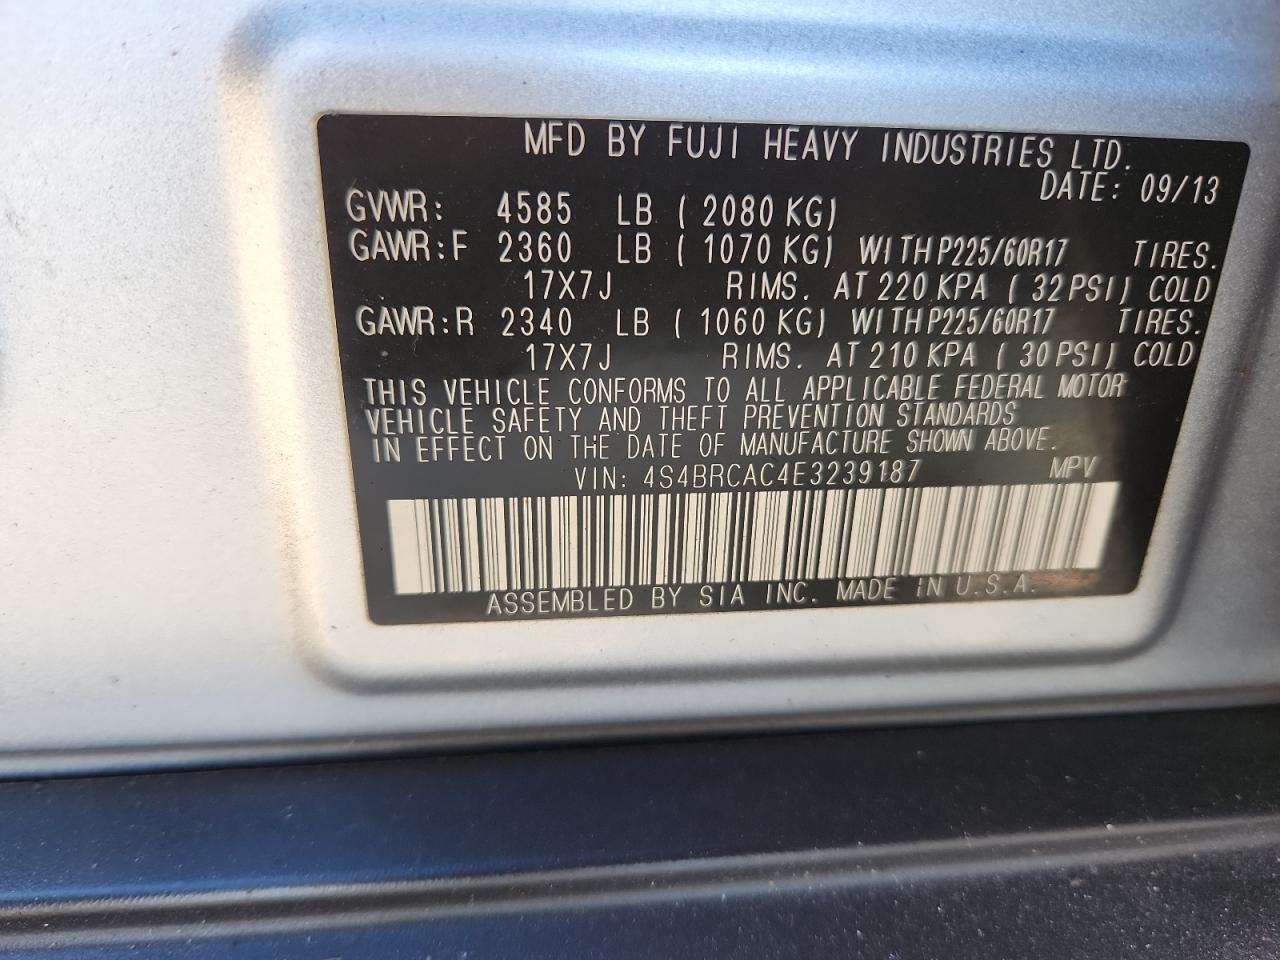 MFD BY FUJI HEAVY INDUSTRIES LTD.
DATE: 09/13
GVWR: 4585 LB ( 2080 KG)
GAWR:F 2360 LB ( 1070 KG) WITH P225/60R17 TIRES.
17X7J RIMS. AT 220 KPA ( 32 PSI) COLD
GAWR:R 2340 LB ( 1060 KG) WITH P225/60R17 TIRES.
17X7J RIMS. AT 210 KPA ( 30 PSI) COLD
THIS VEHICLE CONFORMS TO ALL APPLICABLE FEDERAL MOTOR
VEHICLE SAFETY AND THEFT PREVENTION STANDARDS
IN EFFECT ON THE DATE OF MANUFACTURE SHOWN ABOVE.
VIN: 4S4BRCAC4E3239187 MPV
ASSEMBLED BY SIA INC. MADE IN U.S.A.